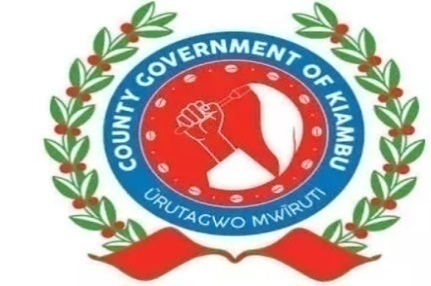 COUNTY GOVERNMENT OF KIAMBU
ŨRUTAGWO MWĨRUTI